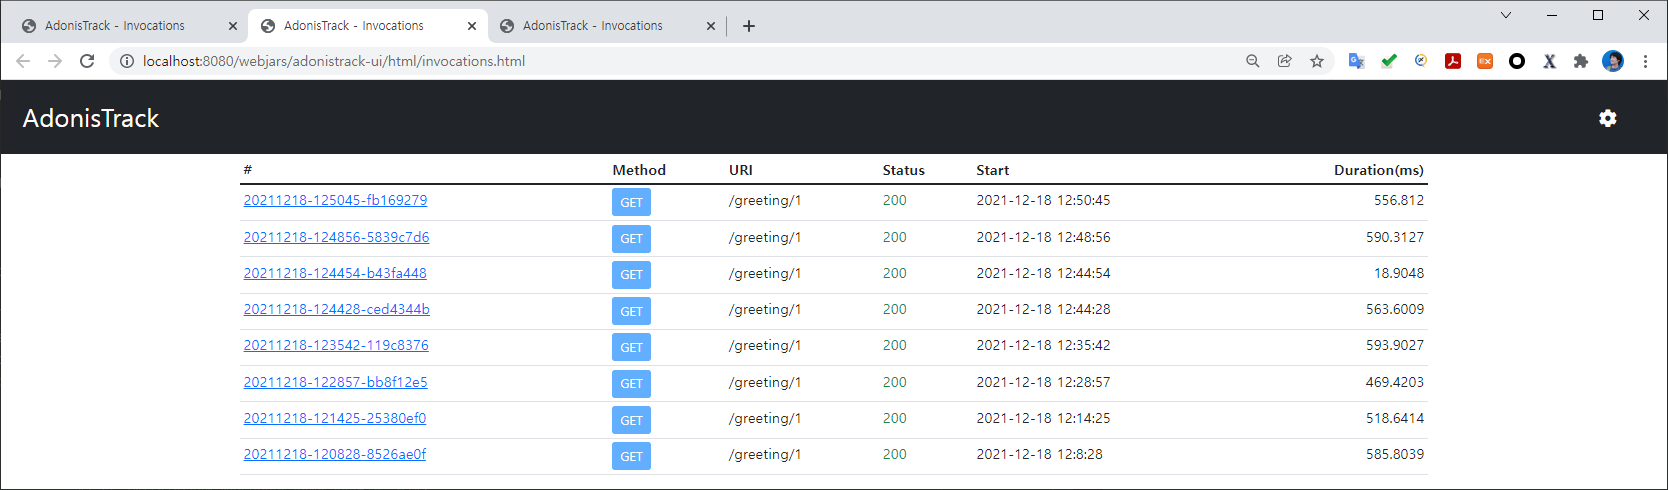 AdonisTrack - Invocations AdonisTrack - Invocations AdonisTrack - Invocations
localhost:8080/webjars/adonistrack-ui/html/invocations.html
AdonisTrack
# Method URI Status Start Duration(ms)
20211218-125045-fb169279 GET /greeting/1 200 2021-12-18 12:50:45 556.812
20211218-124856-5839c7d6 GET /greeting/1 200 2021-12-18 12:48:56 590.3127
20211218-124454-b43fa448 GET /greeting/1 200 2021-12-18 12:44:54 18.9048
20211218-124428-ced4344b GET /greeting/1 200 2021-12-18 12:44:28 563.6009
20211218-123542-119c8376 GET /greeting/1 200 2021-12-18 12:35:42 593.9027
20211218-122857-bb8f12e5 GET /greeting/1 200 2021-12-18 12:28:57 469.4203
20211218-121425-25380ef0 GET /greeting/1 200 2021-12-18 12:14:25 518.6414
20211218-120828-8526ae0f GET /greeting/1 200 2021-12-18 12:8:28 585.8039